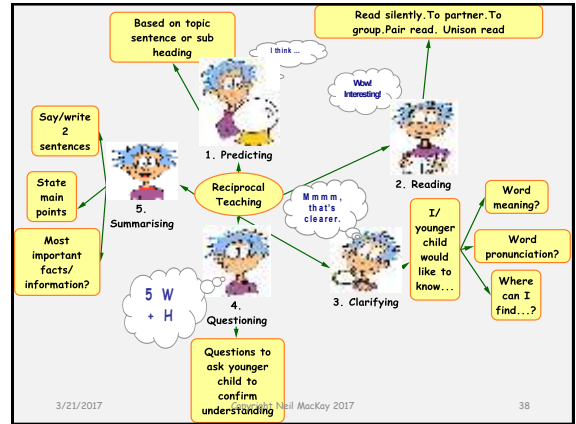 Based on topic
sentence or sub
heading
Read silently.To partner.To
group.Pair read. Unison read
I think ...
Wow!
Interesting!
1. Predicting
2. Reading
Say/write
2
sentences
State
main
points
Most
important
facts/
information?
5.
Summarising
Reciprocal
Teaching
Mmmm,
that's
clearer.
I/
younger
child
would
like to
know...
Word
meaning?
Word
pronunciation?
Where
can I
find...?
3. Clarifying
5 W
+ H
4.
Questioning
Questions to
ask younger
child to
confirm
understanding
3/21/2017
Copyright Neil MacKay 2017
38